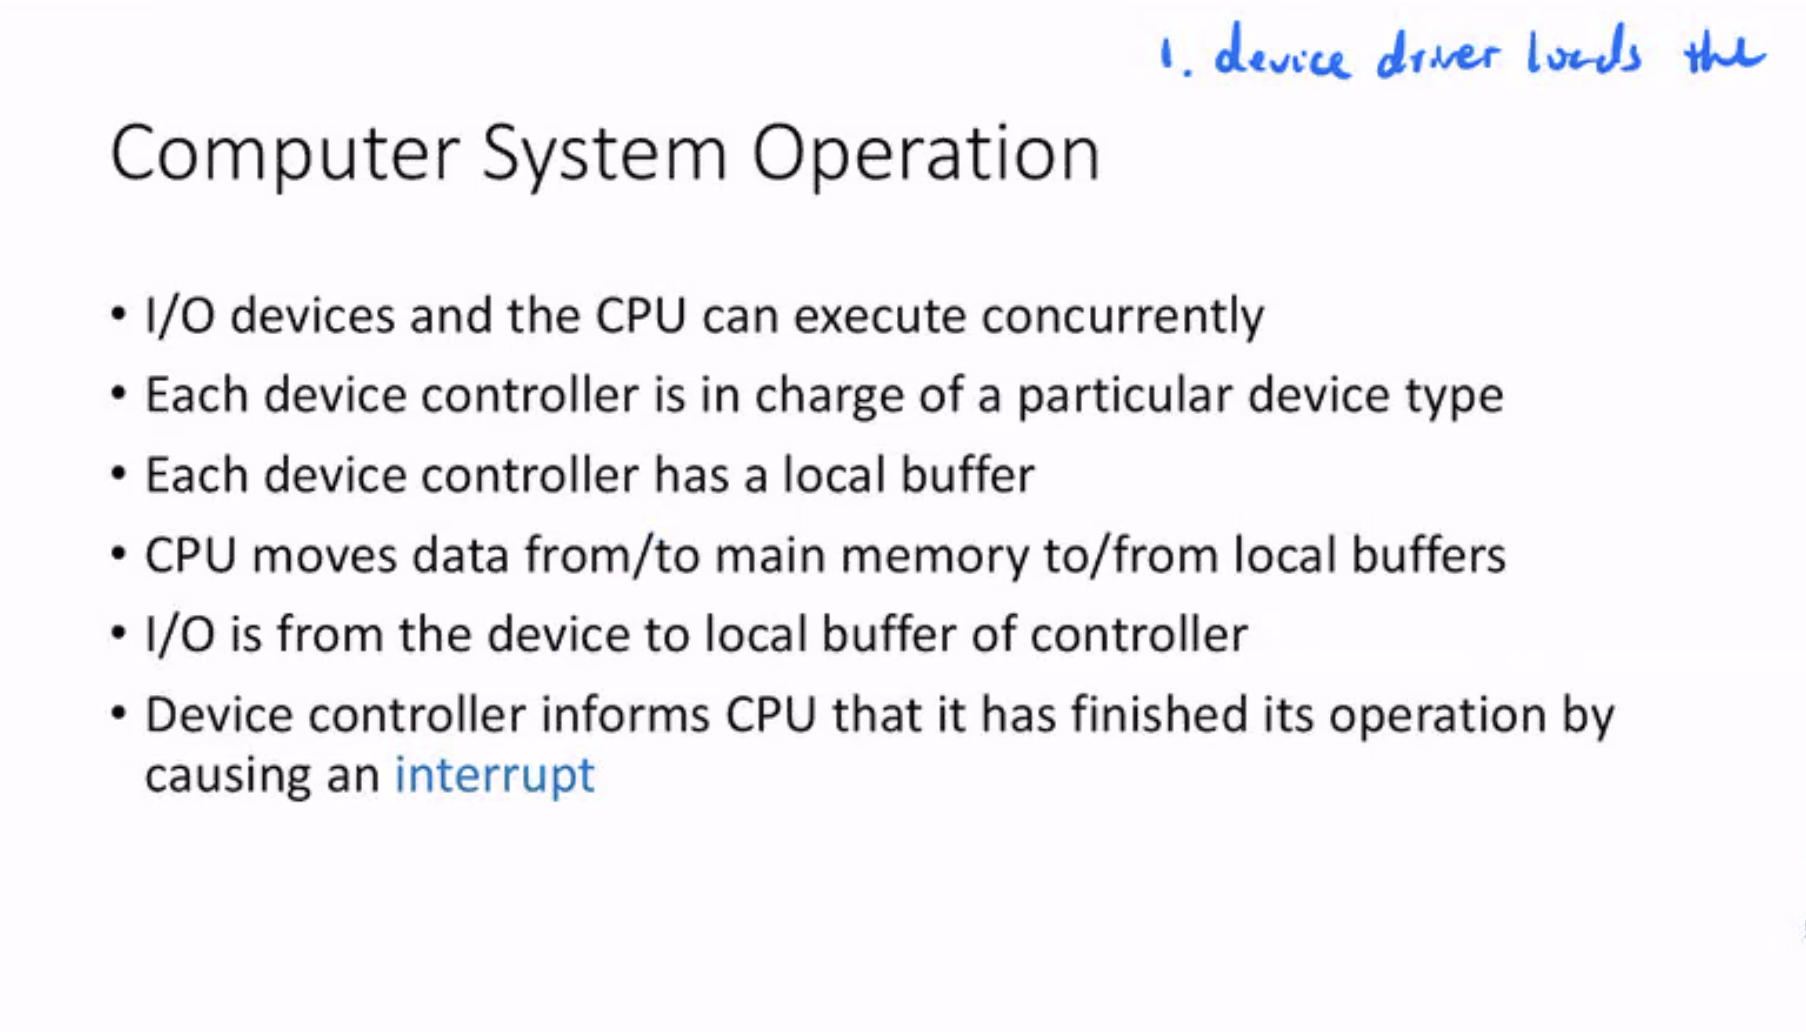 1. device driver loads the
Computer System Operation
• I/O devices and the CPU can execute concurrently
• Each device controller is in charge of a particular device type
• Each device controller has a local buffer
• CPU moves data from/to main memory to/from local buffers
• I/O is from the device to local buffer of controller
• Device controller informs CPU that it has finished its operation by
causing an interrupt